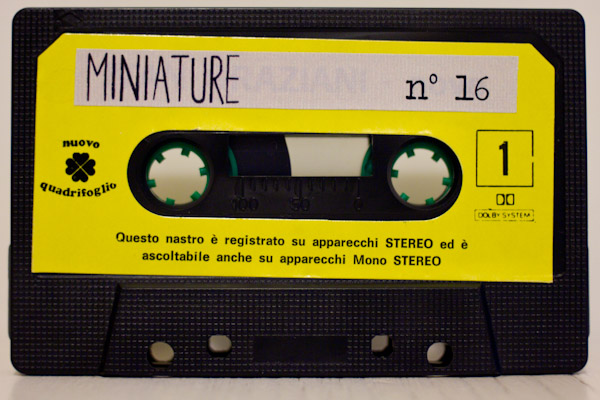 MINIATURE n° 16
nuovo
quadrifoglio
1
DOLBY SYSTEM
100 50 0
Questo nastro è registrato su apparecchi STEREO ed è
ascoltabile anche su apparecchi Mono STEREO